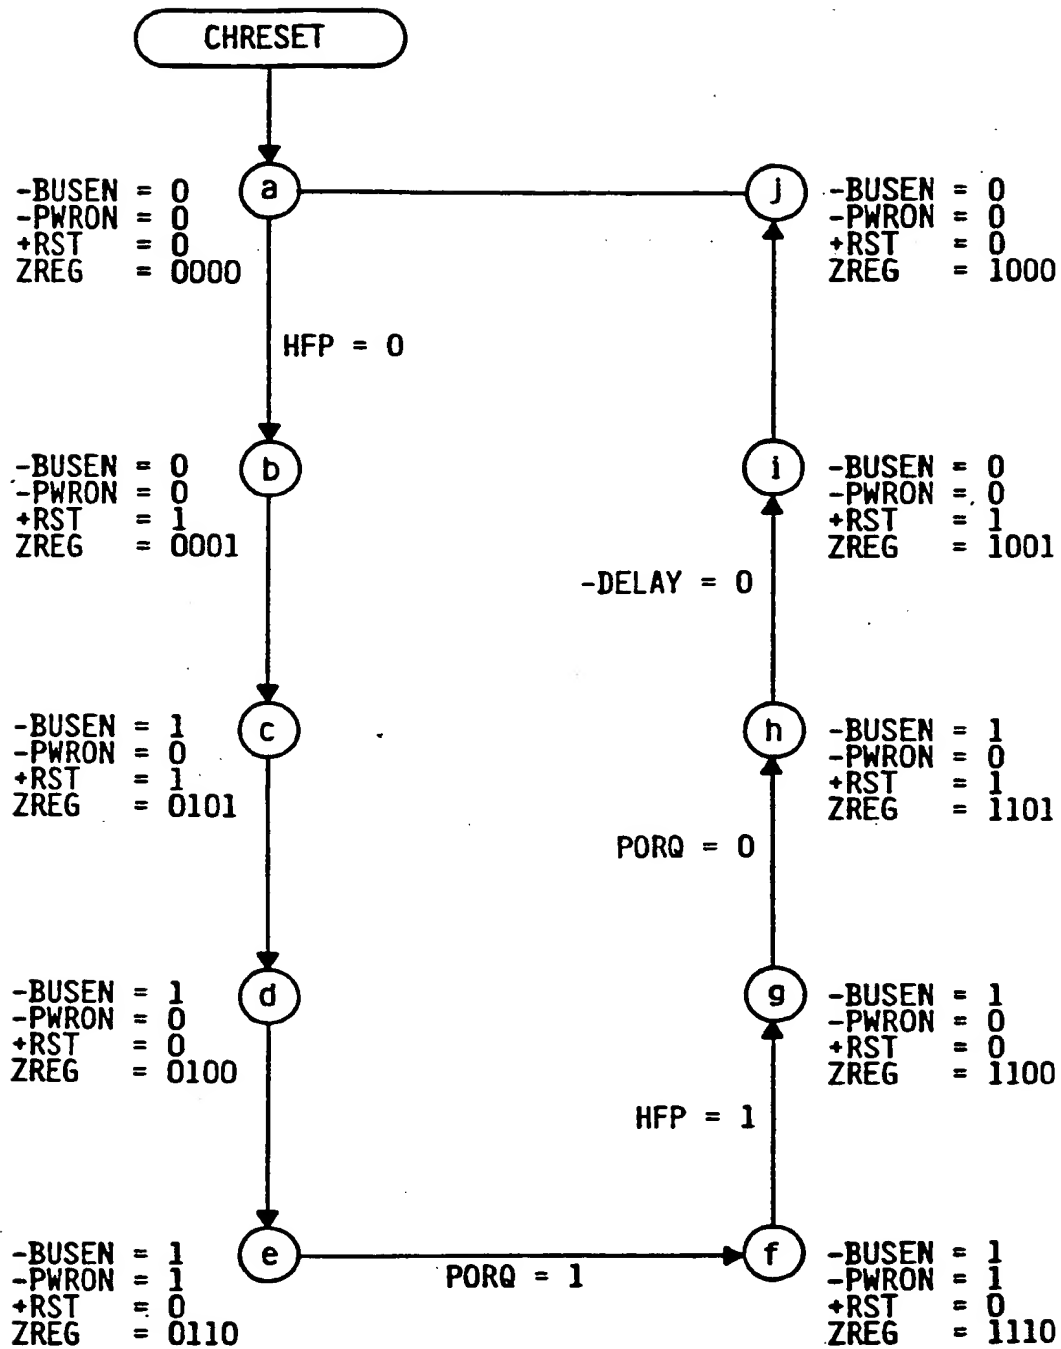 CHRESET
a
-BUSEN = 0
-PWRON = 0
+RST = 0
ZREG = 0000
j
-BUSEN = 0
-PWRON = 0
+RST = 0
ZREG = 1000
HFP = 0
b
-BUSEN = 0
-PWRON = 0
+RST = 1
ZREG = 0001
i
-BUSEN = 0
-PWRON = 0
+RST = 1
ZREG = 1001
-DELAY = 0
c
-BUSEN = 1
-PWRON = 0
+RST = 1
ZREG = 0101
h
-BUSEN = 1
-PWRON = 0
+RST = 1
ZREG = 1101
PORQ = 0
d
-BUSEN = 1
-PWRON = 0
+RST = 0
ZREG = 0100
g
-BUSEN = 1
-PWRON = 0
+RST = 0
ZREG = 1100
HFP = 1
e
-BUSEN = 1
-PWRON = 1
+RST = 0
ZREG = 0110
PORQ = 1
f
-BUSEN = 1
-PWRON = 1
+RST = 0
ZREG = 1110